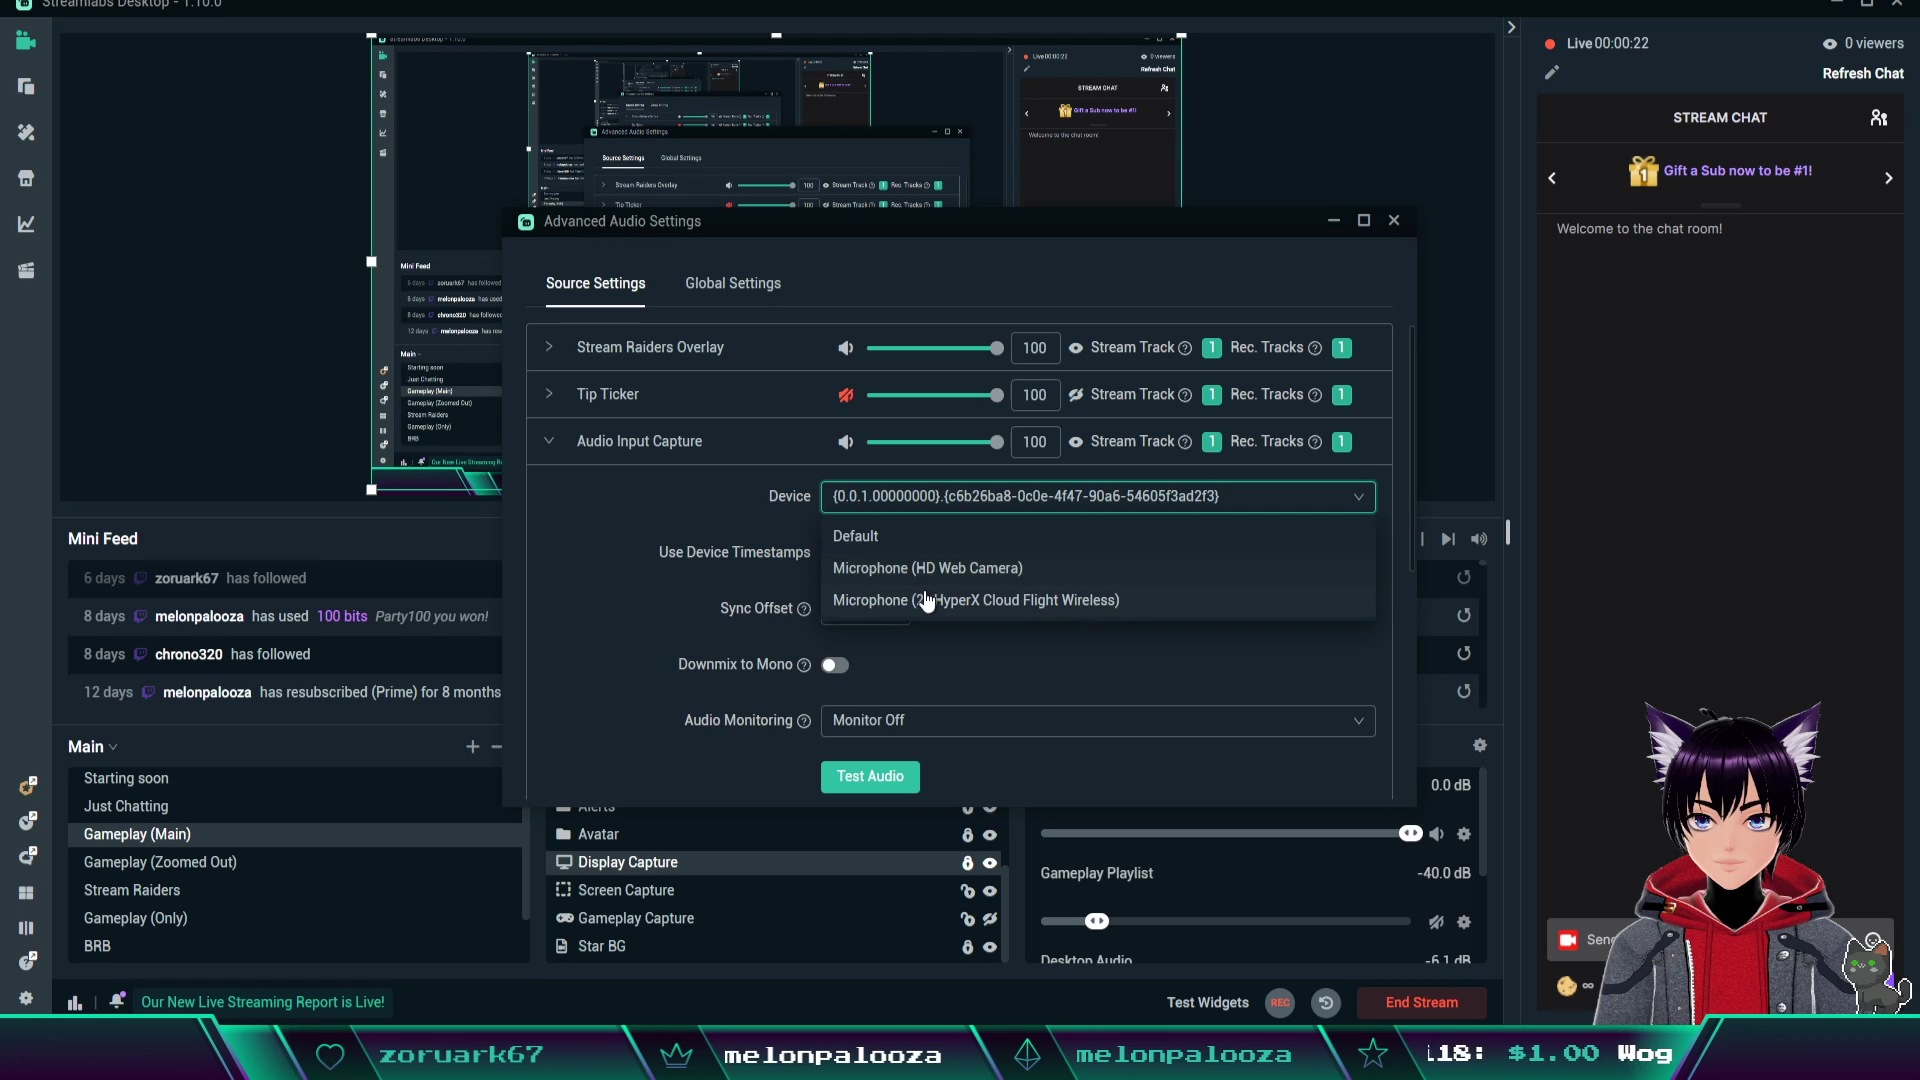 Streamlabs Desktop - 1.10.0
Live 00:00:22
0 viewers
Refresh Chat
STREAM CHAT
Gift a Sub now to be #1!
Welcome to the chat room!
Advanced Audio Settings
Source Settings
Global Settings
Stream Raiders Overlay
100
Stream Track
1
Rec. Tracks
1
Tip Ticker
100
Stream Track
1
Rec. Tracks
1
Audio Input Capture
100
Stream Track
1
Rec. Tracks
1
Device
{0.0.1.00000000}.{c6b26ba8-0c0e-4f47-90a6-54605f3ad2f3}
Default
Use Device Timestamps
Microphone (HD Web Camera)
Sync Offset
Microphone (2- HyperX Cloud Flight Wireless)
Downmix to Mono
Audio Monitoring
Monitor Off
Test Audio
Mini Feed
6 days zoruark67 has followed
8 days melonpalooza has used 100 bits Party100 you won!
8 days chrono320 has followed
12 days melonpalooza has resubscribed (Prime) for 8 months
Main
Starting soon
Just Chatting
Gameplay (Main)
Gameplay (Zoomed Out)
Stream Raiders
Gameplay (Only)
BRB
Alerts
Avatar
Display Capture
Screen Capture
Gameplay Capture
Star BG
0.0 dB
Gameplay Playlist
-40.0 dB
Desktop Audio
-6.1 dB
Our New Live Streaming Report is Live!
Test Widgets
REC
End Stream
zoruark67
melonpalooza
melonpalooza
$1.00 Wog